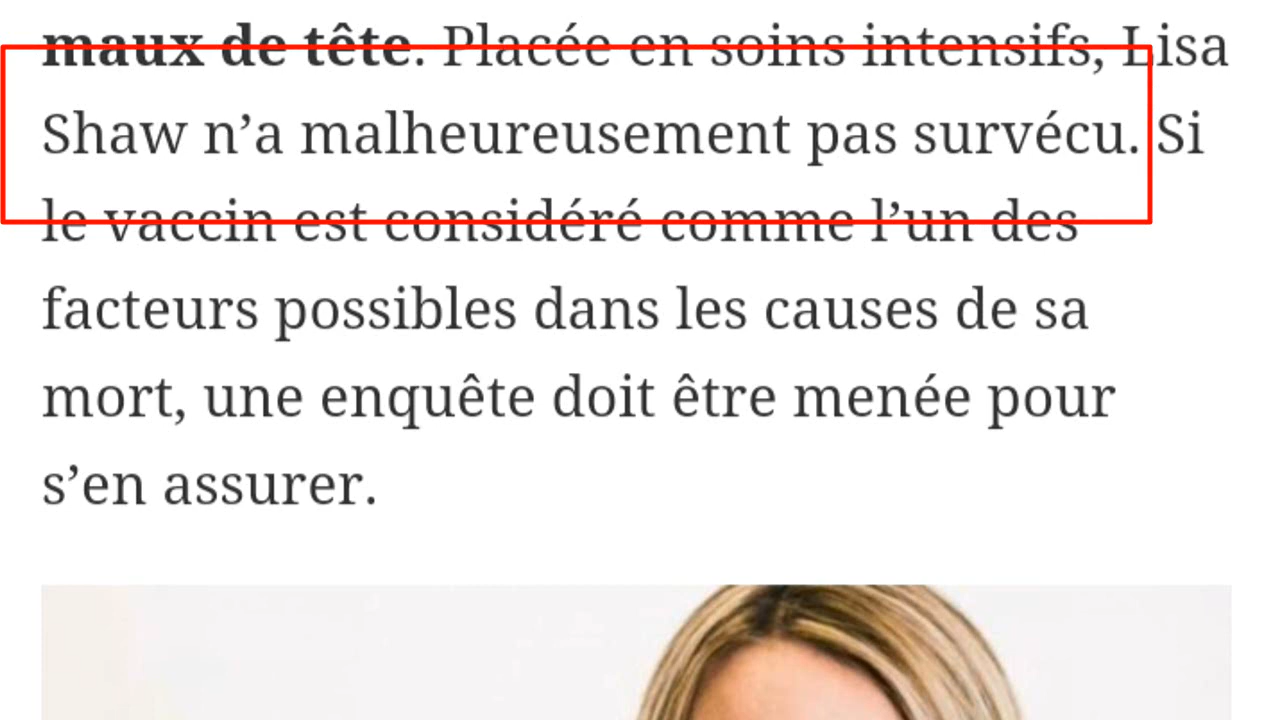 maux de tête. Placée en soins intensifs, Lisa
Shaw n’a malheureusement pas survécu. Si
le vaccin est considéré comme l’un des
facteurs possibles dans les causes de sa
mort, une enquête doit être menée pour
s’en assurer.